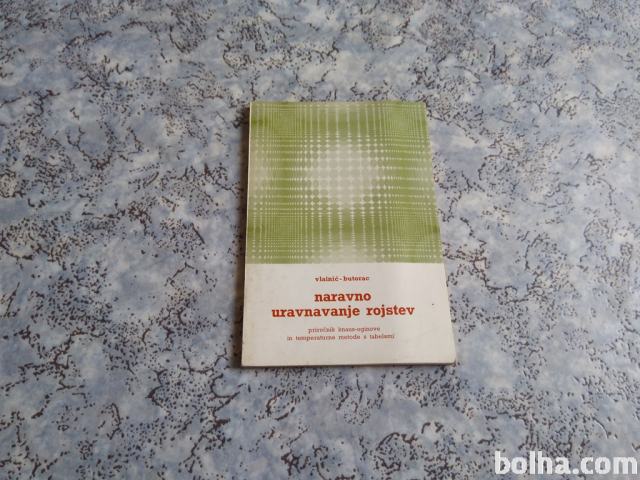 vlainić-butorac
naravno
uravnavanje rojstev
priročnik knaus-oginove
in temperaturne metode s tabelami
bolha.com